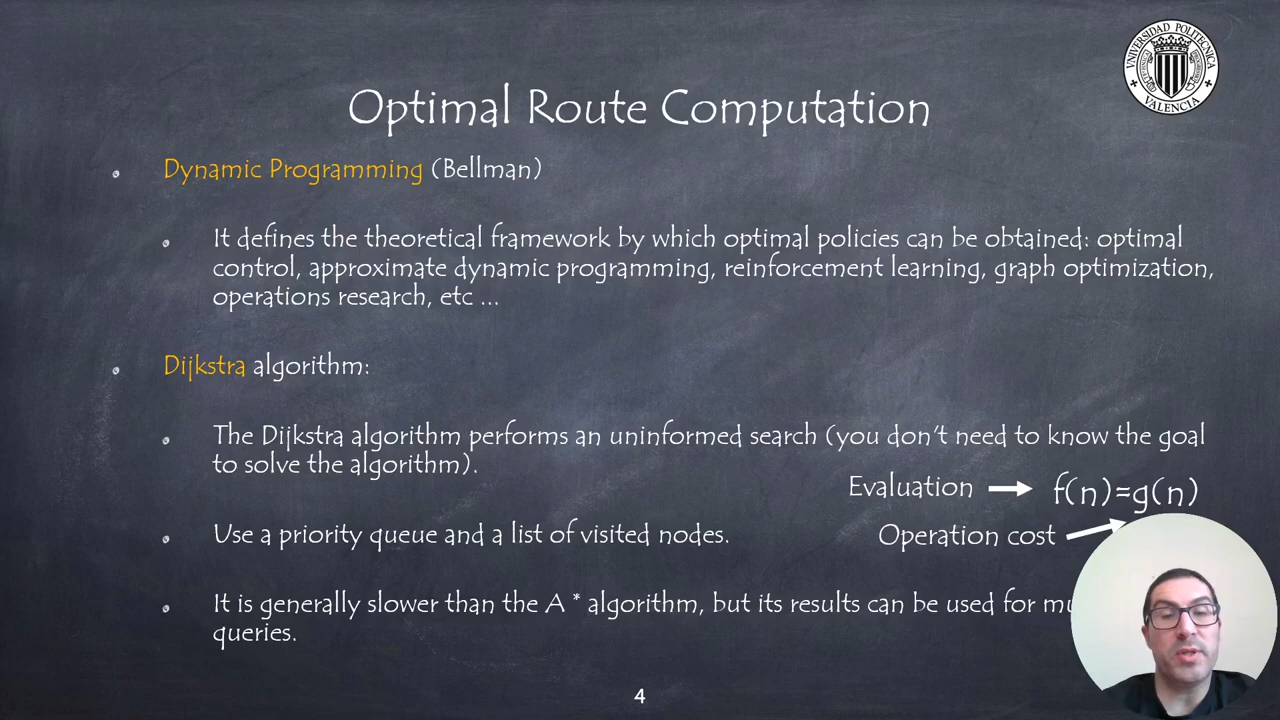 UNIVERSIDAD POLITECNICA
VALENCIA
Optimal Route Computation
Dynamic Programming (Bellman)
It defines the theoretical framework by which optimal policies can be obtained: optimal
control, approximate dynamic programming, reinforcement learning, graph optimization,
operations research, etc ...
Dijkstra algorithm:
The Dijkstra algorithm performs an uninformed search (you don't need to know the goal
to solve the algorithm).
Evaluation
f(n)=g(n)
Use a priority queue and a list of visited nodes.
Operation cost
It is generally slower than the A * algorithm, but its results can be used for
queries.
4